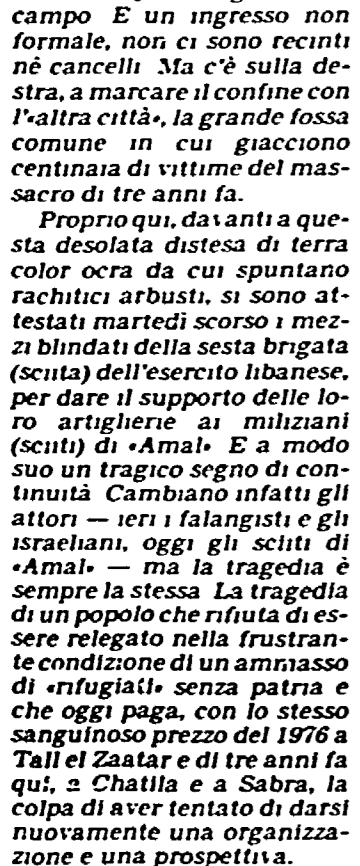 campo E un ingresso non
formale, non ci sono recinti
nè cancelli Ma c'è sulla de-
stra, a marcare il confine con
l'«altra città», la grande fossa
comune in cui giacciono
centinaia di vittime del mas-
sacro di tre anni fa.
Proprio qui, davanti a que-
sta desolata distesa di terra
color ocra da cui spuntano
rachitici arbusti, si sono at-
testati martedì scorso i mez-
zi blindati della sesta brigata
(sciita) dell'esercito libanese,
per dare il supporto delle lo-
ro artiglierie ai miliziani
(sciiti) di «Amal» E a modo
suo un tragico segno di con-
tinuità Cambiano infatti gli
attori — ieri i falangisti e gli
israeliani, oggi gli sciiti di
«Amal» — ma la tragedia è
sempre la stessa La tragedia
di un popolo che rifiuta di es-
sere relegato nella frustran-
te condizione di un ammasso
di «rifugiati» senza patria e
che oggi paga, con lo stesso
sanguinoso prezzo del 1976 a
Tall el Zaatar e di tre anni fa
qui, a Chatila e a Sabra, la
colpa di aver tentato di darsi
nuovamente una organizza-
zione e una prospettiva.